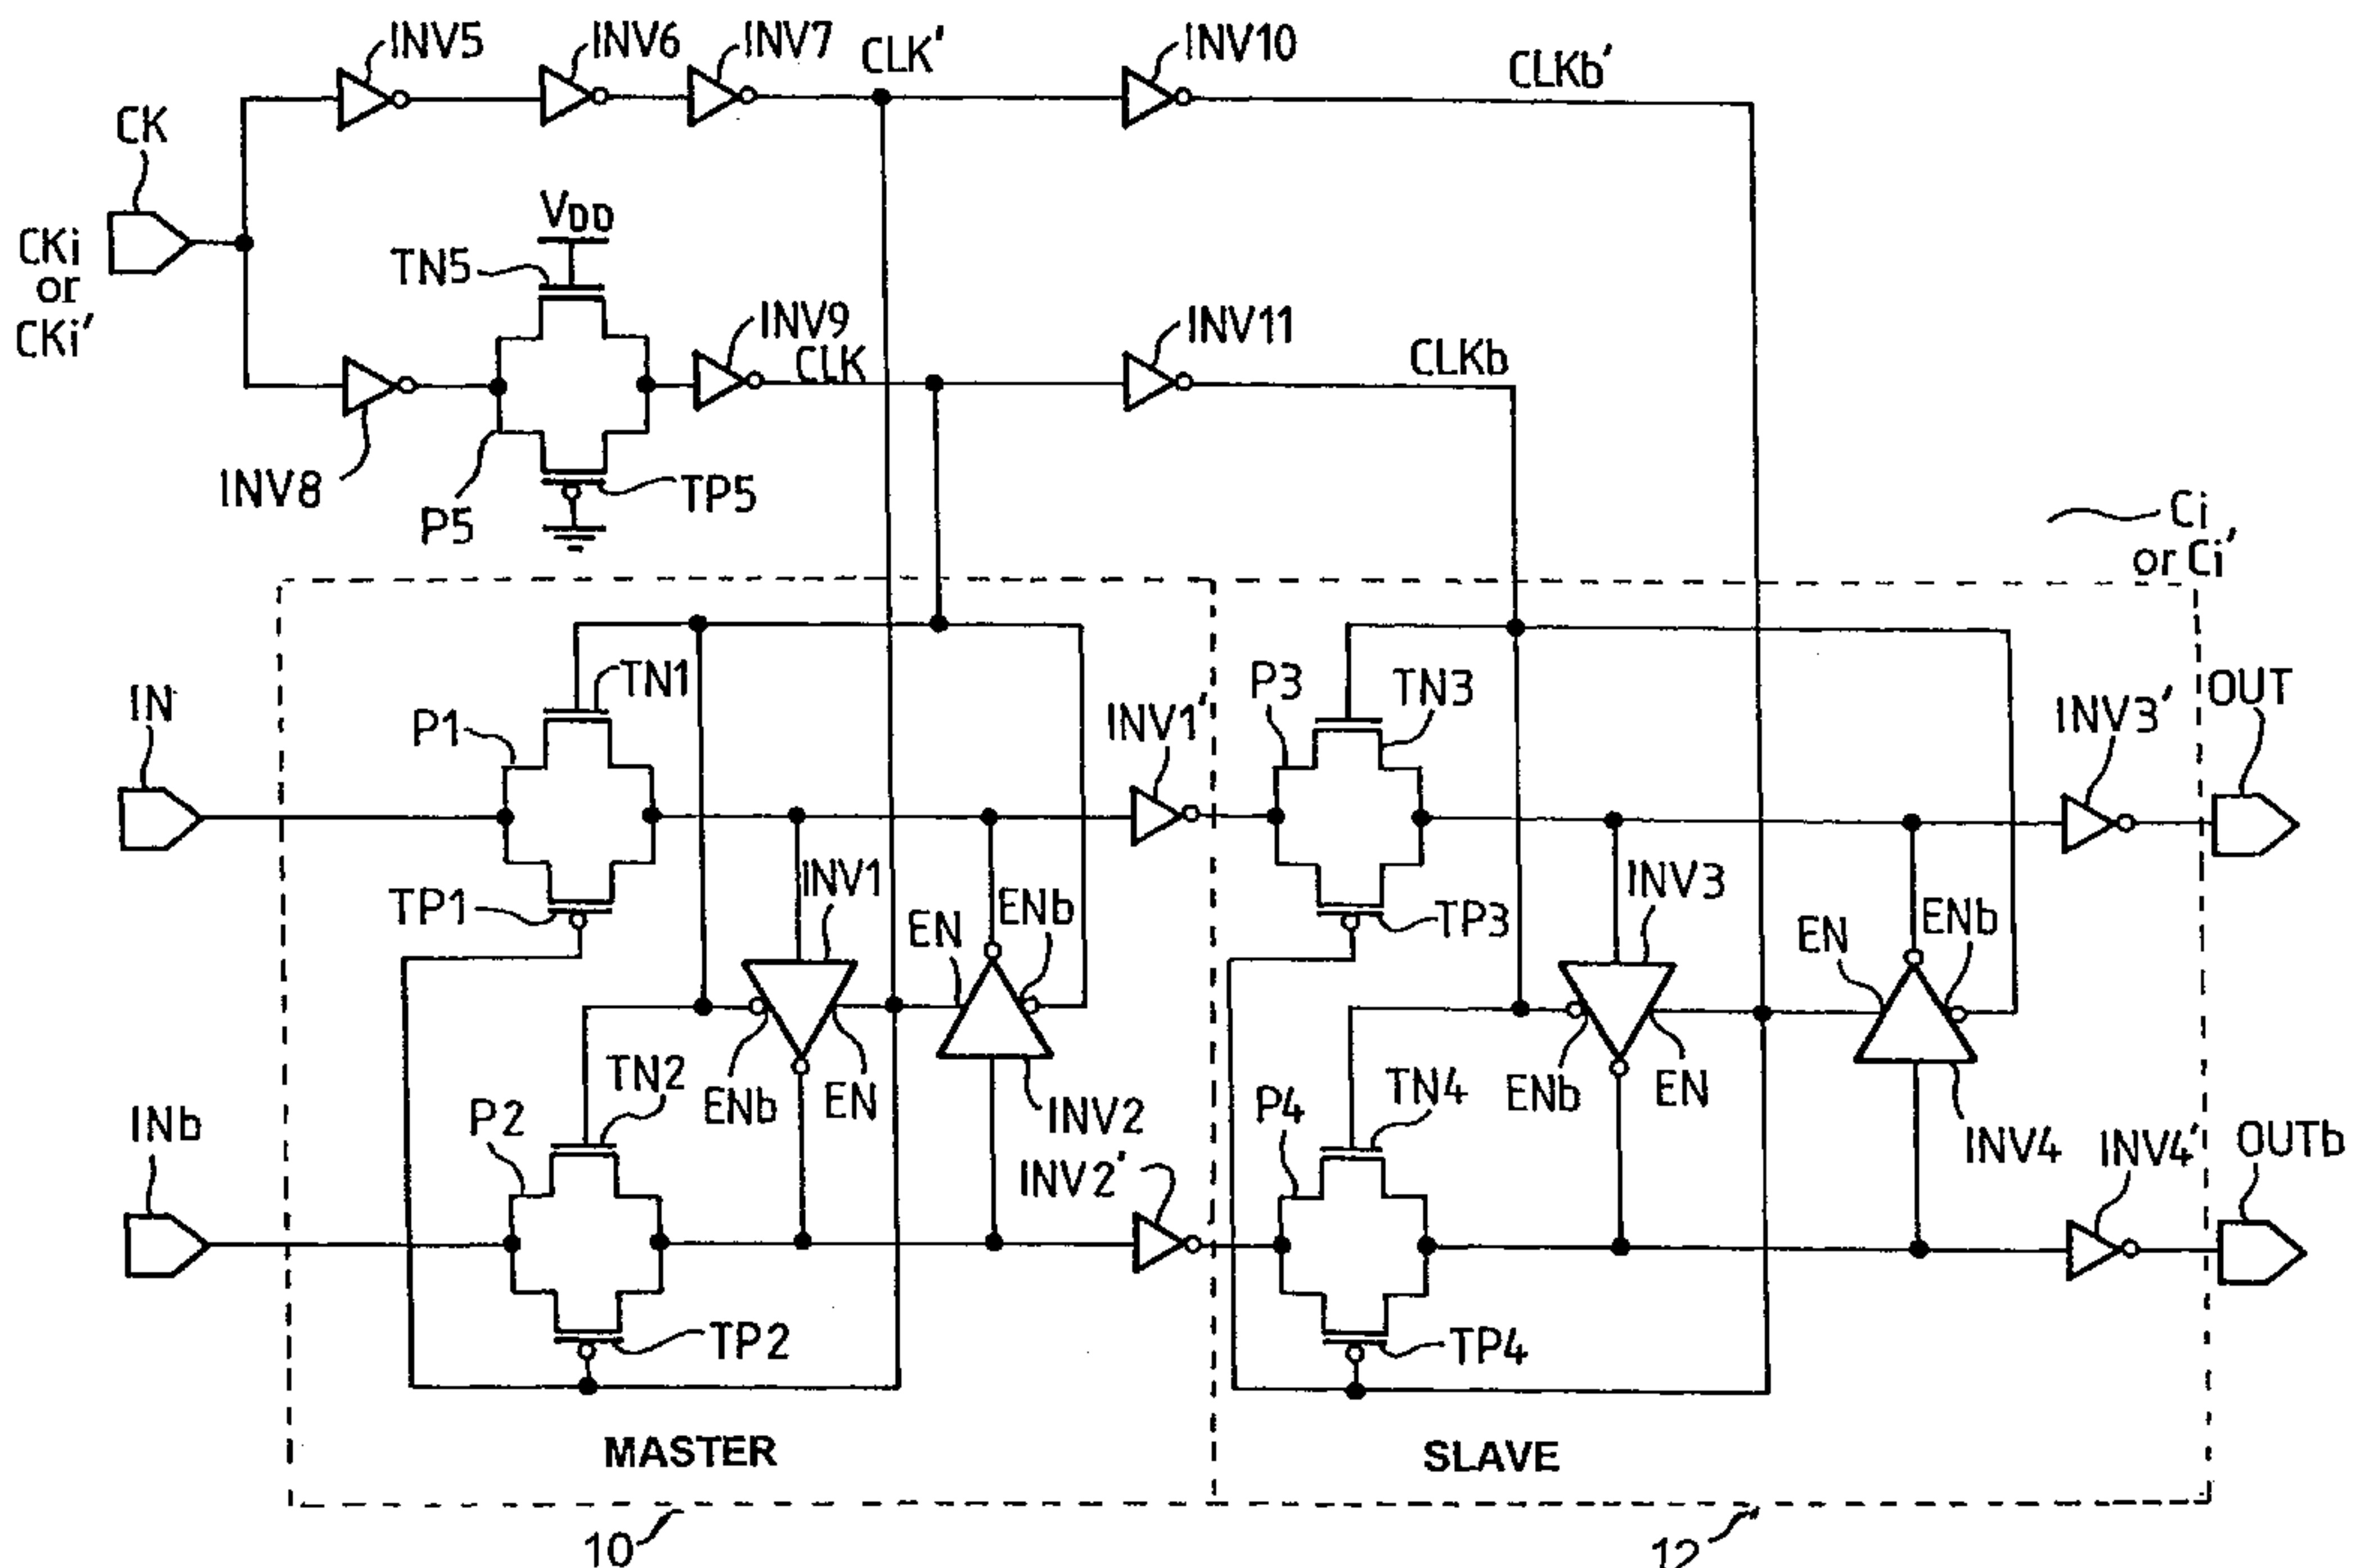 INV5
INV6
INV7
CLK'
INV10
CLKb'
CK
VDD
CKi
or
CKi'
TN5
INV9
CLK
INV11
CLKb
INV8
P5
TP5
Ci
or Ci'
IN
P1
TN1
INV1'
P3
TN3
INV3'
OUT
TP1
INV1
EN
ENb
TP3
INV3
EN
ENb
INb
P2
TN2
ENb
EN
INV2
INV2'
P4
TN4
ENb
EN
INV4
INV4'
OUTb
TP2
TP4
MASTER
SLAVE
10
12